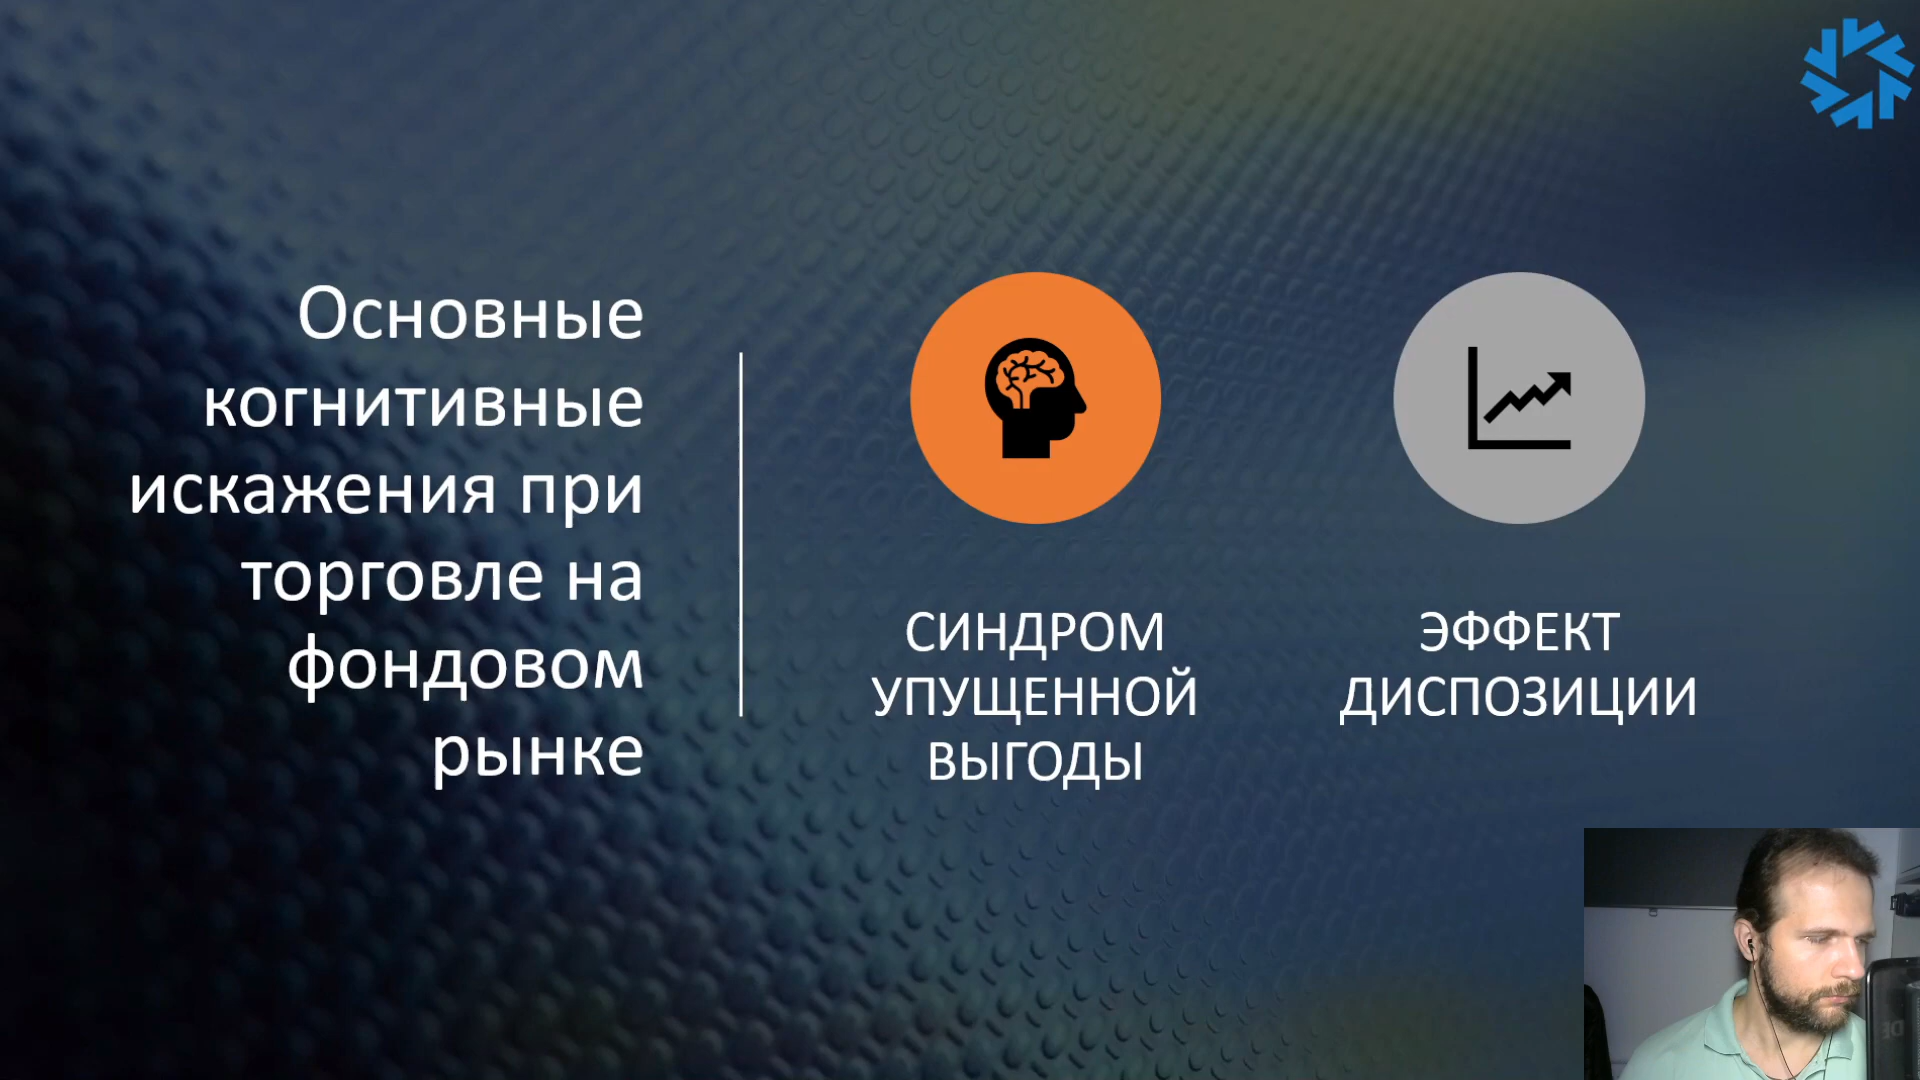 Основные
когнитивные
искажения при
торговле на
фондовом
рынке
СИНДРОМ
УПУЩЕННОЙ
ВЫГОДЫ
ЭФФЕКТ
ДИСПОЗИЦИИ